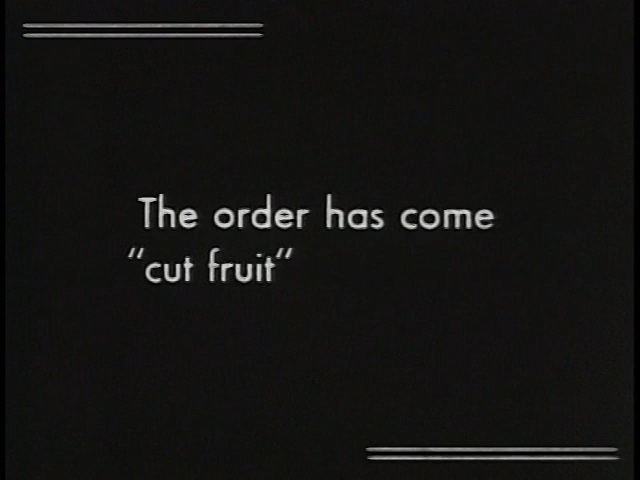 The order has come
“cut fruit“